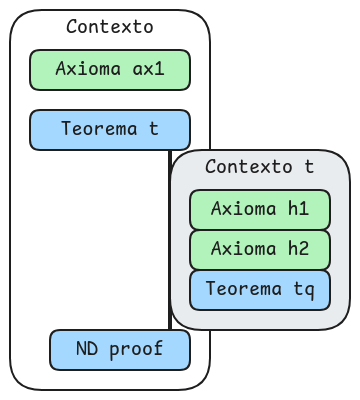 Contexto
Axioma ax1
Teorema t
Contexto t
Axioma h1
Axioma h2
Teorema tq
ND proof